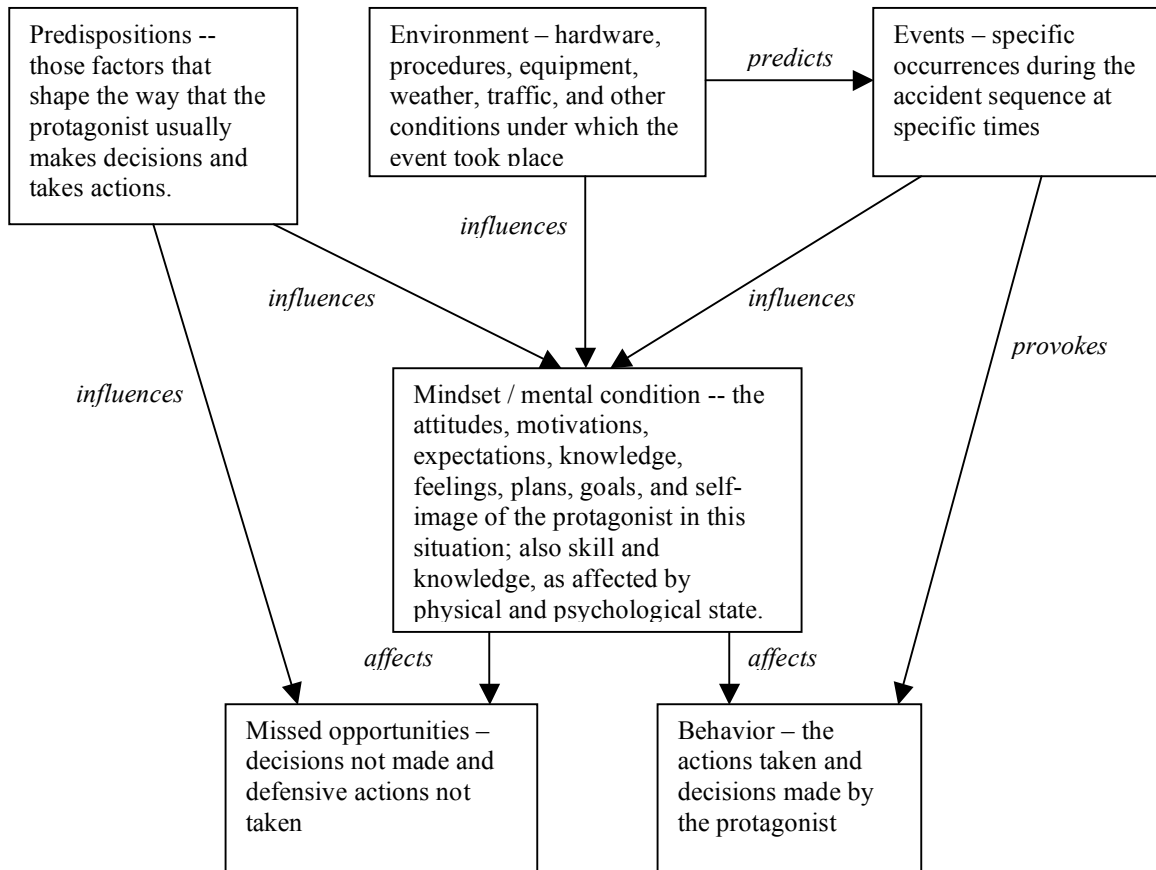 Predispositions --
those factors that
shape the way that the
protagonist usually
makes decisions and
takes actions.
Environment – hardware,
procedures, equipment,
weather, traffic, and other
conditions under which the
event took place
predicts
Events – specific
occurrences during the
accident sequence at
specific times
influences
influences
influences
provokes
influences
Mindset / mental condition -- the
attitudes, motivations,
expectations, knowledge,
feelings, plans, goals, and self-
image of the protagonist in this
situation; also skill and
knowledge, as affected by
physical and psychological state.
affects
affects
Missed opportunities –
decisions not made and
defensive actions not
taken
Behavior – the
actions taken and
decisions made by
the protagonist